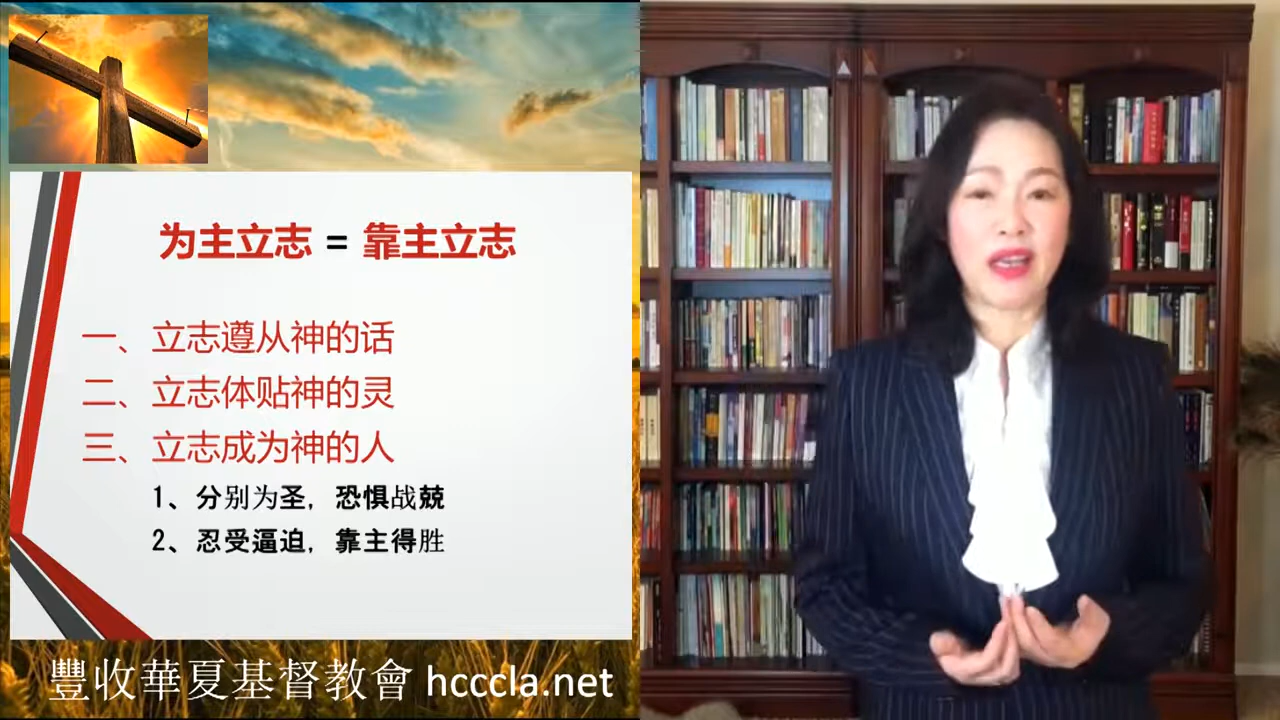 为主立志 = 靠主立志
一、立志遵从神的话
二、立志体贴神的灵
三、立志成为神的人
1、分别为圣，恐惧战兢
2、忍受逼迫，靠主得胜
豐收華夏基督教會 hcccla.net